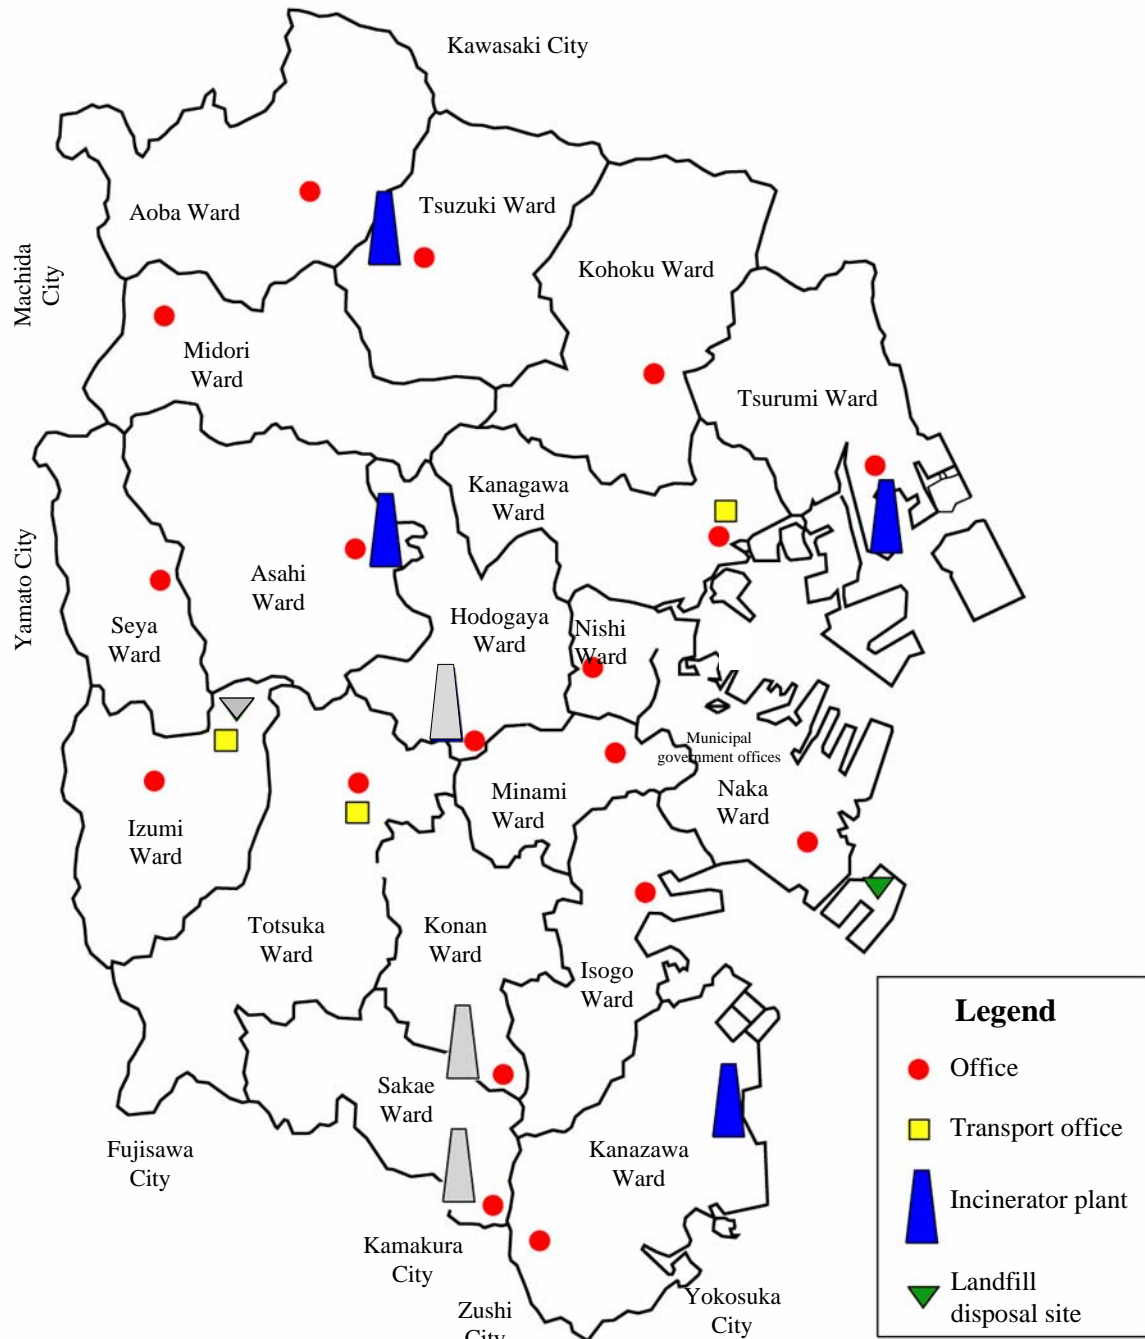 Kawasaki City
Aoba Ward
Tsuzuki Ward
Machida
City
Kohoku Ward
Midori
Ward
Tsurumi Ward
Kanagawa
Ward
Yamato City
Asahi
Ward
Seya
Ward
Hodogaya
Ward
Nishi
Ward
Municipal
government offices
Minami
Ward
Naka
Ward
Izumi
Ward
Totsuka
Ward
Konan
Ward
Isogo
Ward
Sakae
Ward
Kanazawa
Ward
Fujisawa
City
Kamakura
City
Zushi
City
Yokosuka
City
Legend
Office
Transport office
Incinerator plant
Landfill
disposal site